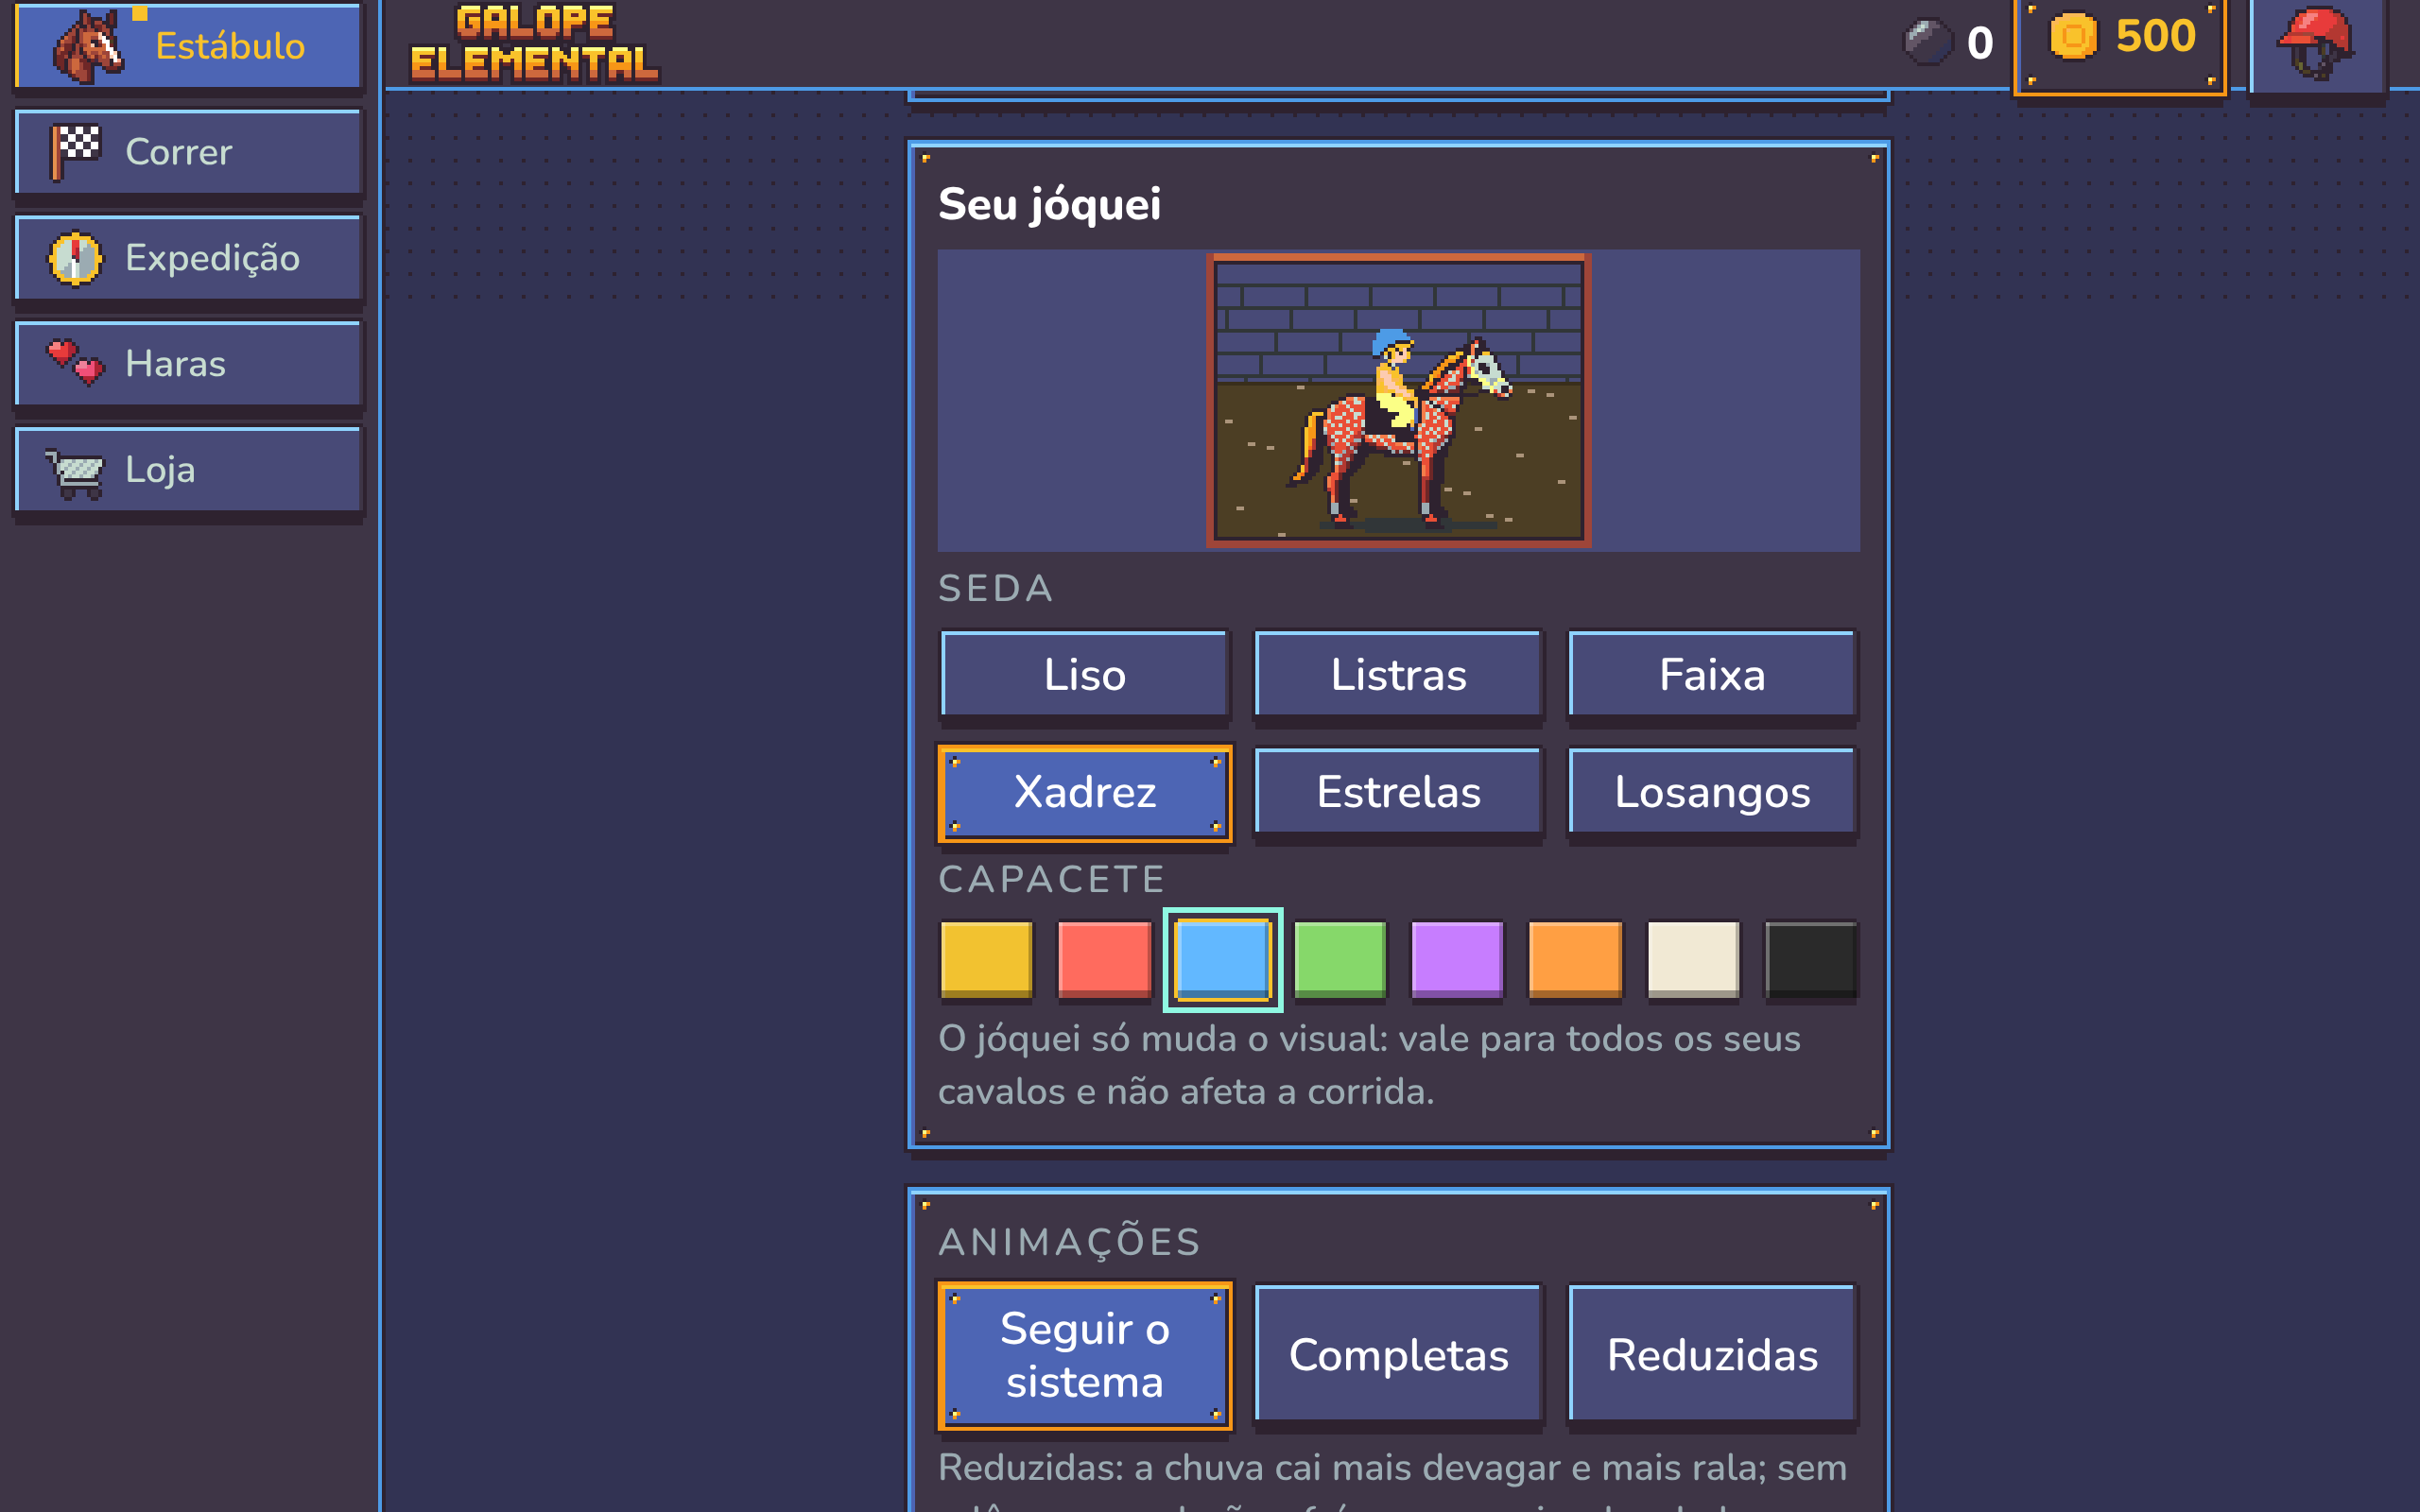 Estábulo
GALOPE
ELEMENTAL
0
500
Correr
Expedição
Haras
Loja
Seu jóquei
SEDA
Liso
Listras
Faixa
Xadrez
Estrelas
Losangos
CAPACETE
O jóquei só muda o visual: vale para todos os seus
cavalos e não afeta a corrida.
ANIMAÇÕES
Seguir o
sistema
Completas
Reduzidas
Reduzidas: a chuva cai mais devagar e mais rala; sem